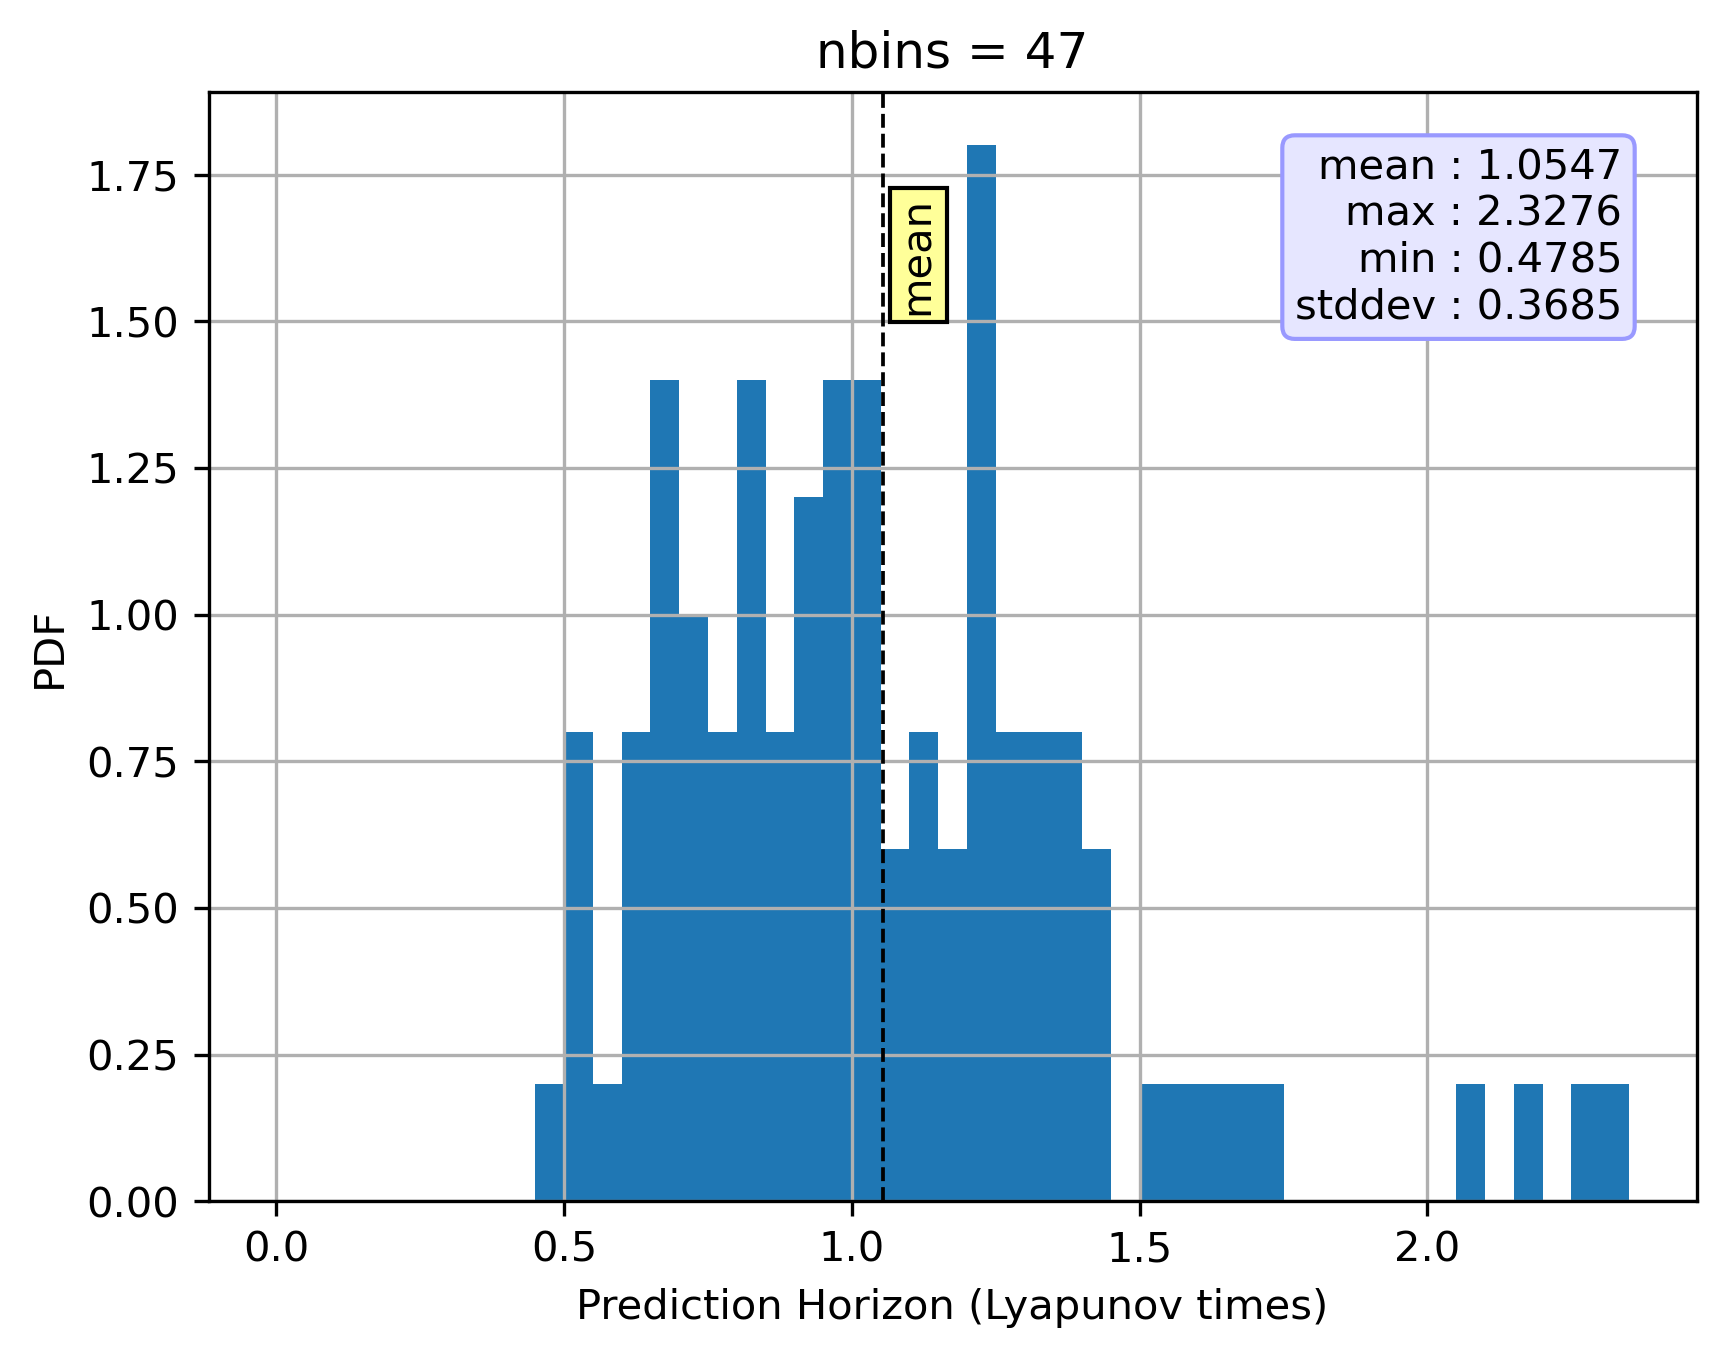 nbins = 47
mean : 1.0547
max : 2.3276
min : 0.4785
stddev : 0.3685
mean
PDF
1.75
1.50
1.25
1.00
0.75
0.50
0.25
0.00
0.0 0.5 1.0 1.5 2.0
Prediction Horizon (Lyapunov times)